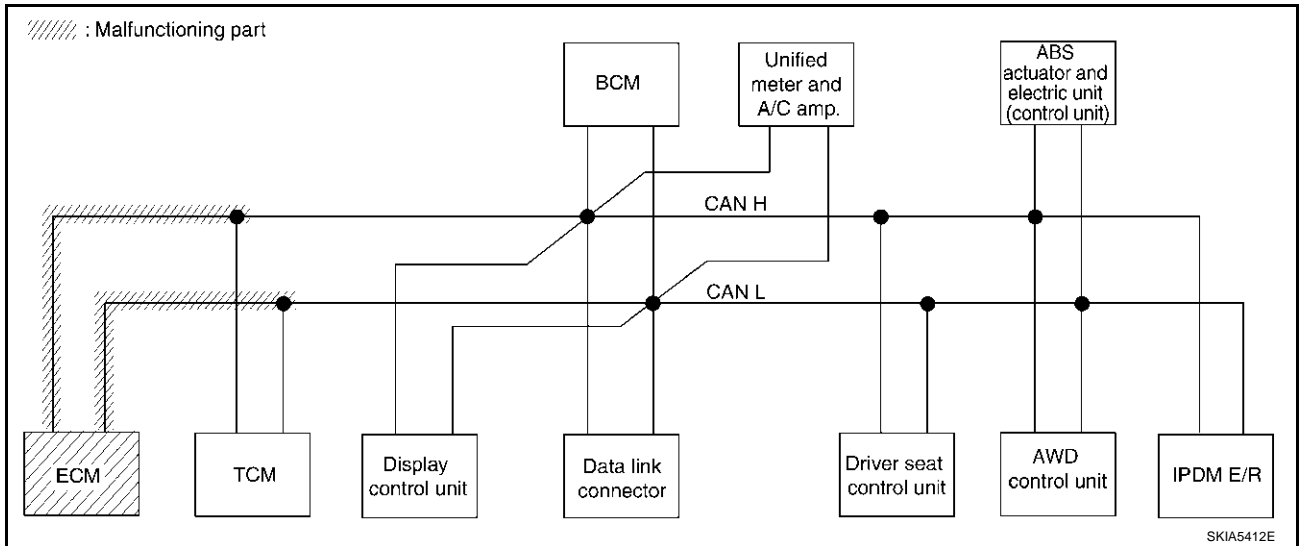 : Malfunctioning part
BCM
Unified
meter and
A/C amp.
ABS
actuator and
electric unit
(control unit)
CAN H
CAN L
ECM
TCM
Display
control unit
Data link
connector
Driver seat
control unit
AWD
control unit
IPDM E/R
SKIA5412E